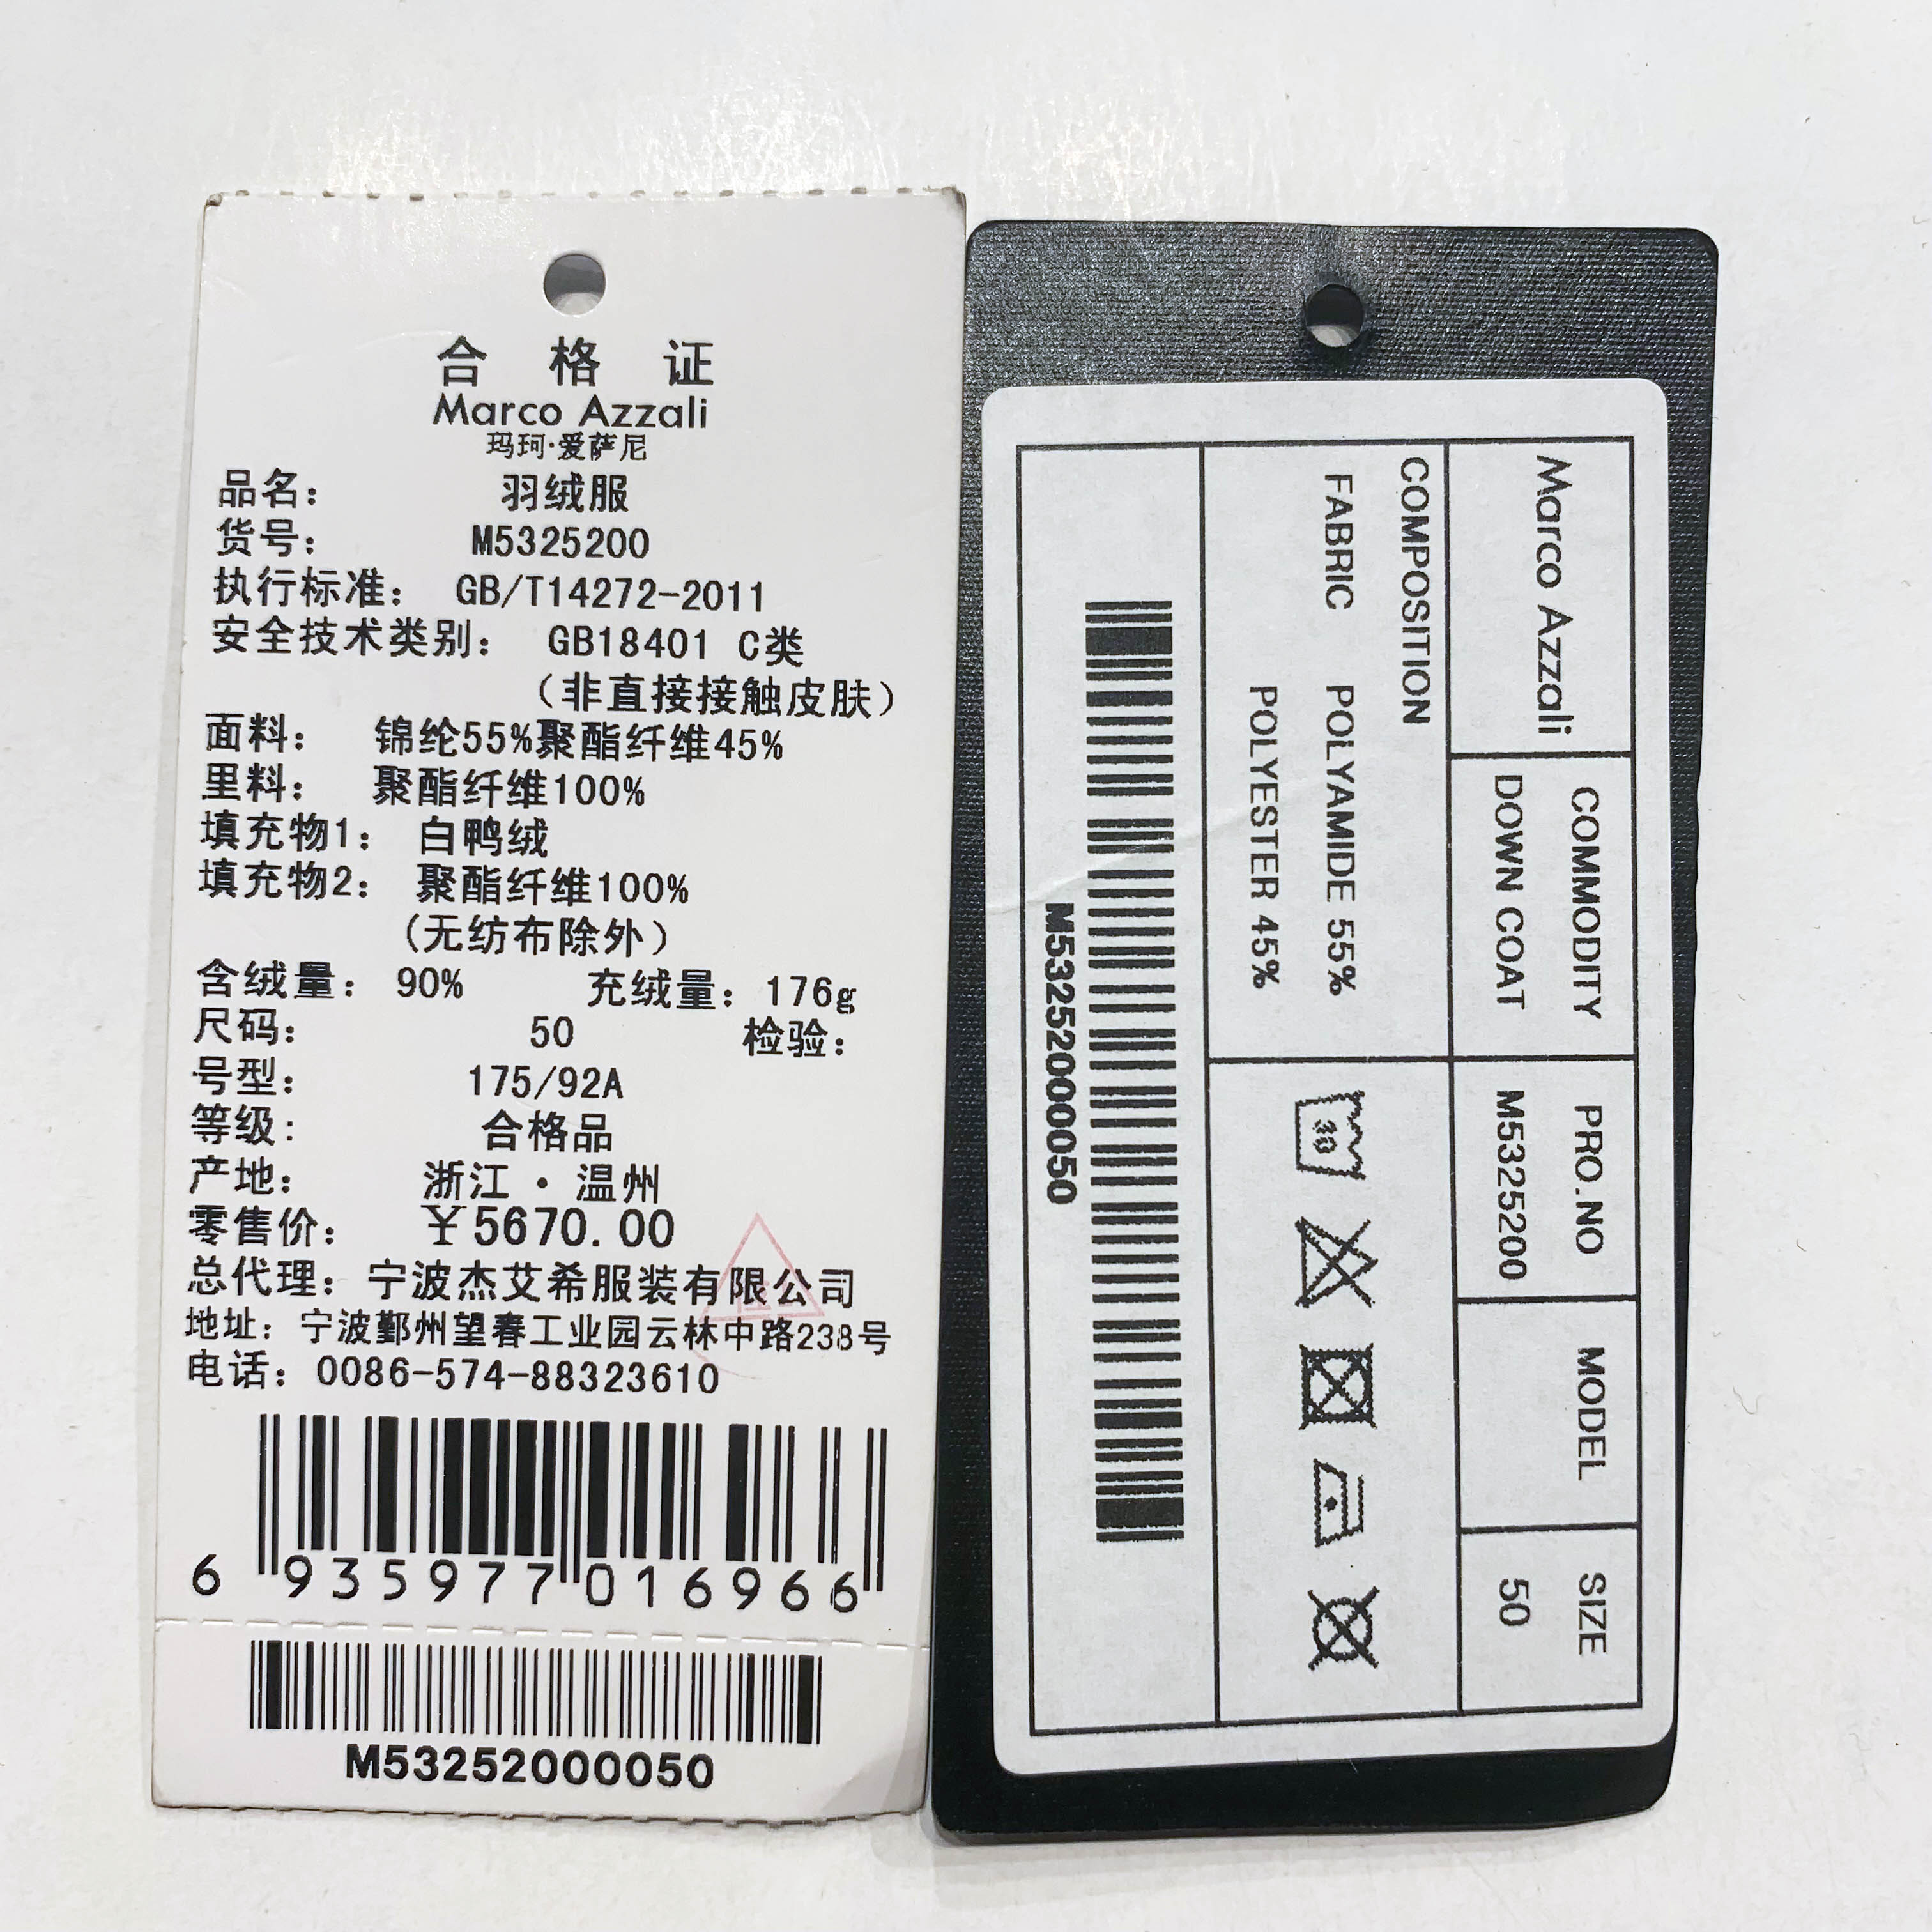 合格证
Marco Azzali
玛珂·爱萨尼
品名: 羽绒服
货号: M5325200
执行标准: GB/T14272-2011
安全技术类别: GB18401 C类
(非直接接触皮肤)
面料: 锦纶55%聚酯纤维45%
里料: 聚酯纤维100%
填充物1: 白鸭绒
填充物2: 聚酯纤维100%
(无纺布除外)
含绒量: 90% 充绒量: 176g
尺码: 50 检验:
号型: 175/92A
等级: 合格品
产地: 浙江·温州
零售价: ¥5670.00
总代理: 宁波杰艾希服装有限公司
地址: 宁波鄞州望春工业园云林中路238号
电话: 0086-574-88323610
6 935977 016966
M53252000050
Marco Azzali
COMMODITY
DOWN COAT
PRO.NO
M5325200
MODEL
SIZE
50
COMPOSITION
FABRIC POLYAMIDE 55%
POLYESTER 45%
30
M53252000050